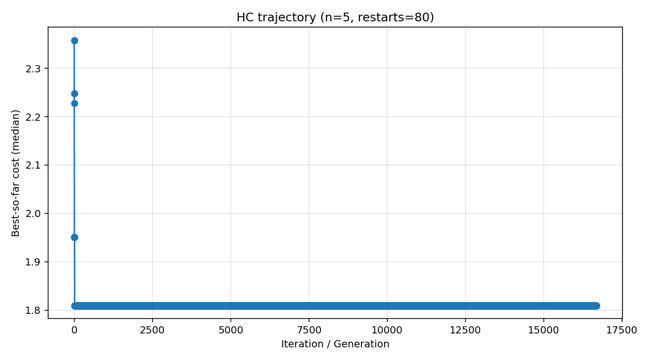 HC trajectory (n=5, restarts=80)
Best-so-far cost (median)
2.3
2.2
2.1
2.0
1.9
1.8
0 2500 5000 7500 10000 12500 15000 17500
Iteration / Generation